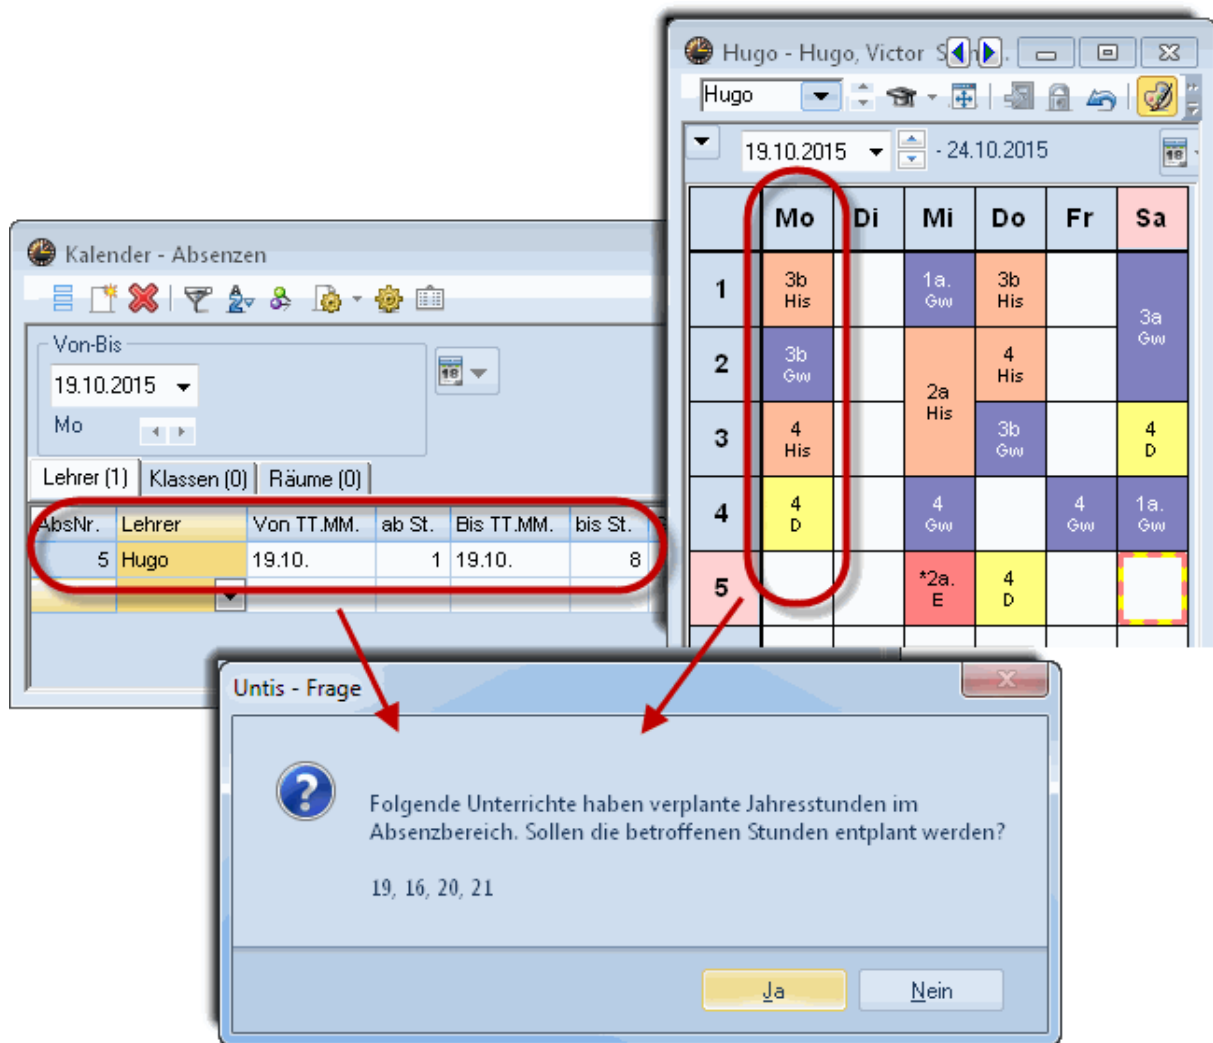 Hugo - Hugo, Victor
Hugo
19.10.2015 - 24.10.2015
18
Mo Di Mi Do Fr Sa
1 3b His 1a. Gw 3b His 3a Gw
2 3b Gw 2a His 4 His
3 4 His 3b Gw 4 D
4 4 D 4 Gw 4 Gw 1a. Gw
5 *2a. E 4 D
Kalender - Absenzen
Von-Bis
19.10.2015
18
Mo
Lehrer (1) Klassen (0) Räume (0)
AbsNr. Lehrer Von TT.MM. ab St. Bis TT.MM. bis St.
5 Hugo 19.10. 1 19.10. 8
Untis - Frage
Folgende Unterrichte haben verplante Jahresstunden im
Absenzbereich. Sollen die betroffenen Stunden entplant werden?
19, 16, 20, 21
Ja Nein